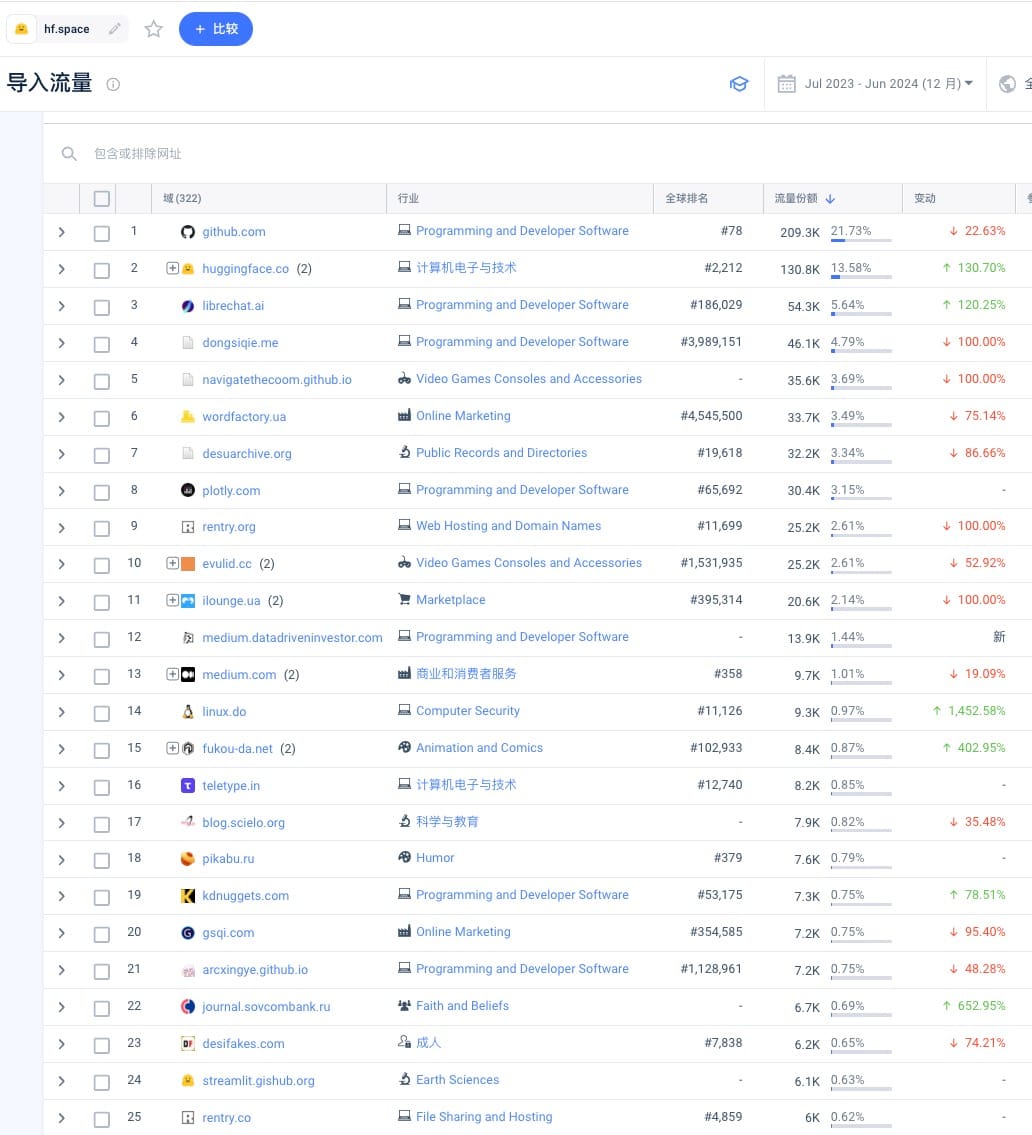 hf.space + 比较
导入流量 Jul 2023 - Jun 2024 (12 月)
包含或排除网址
域 (322) 行业 全球排名 流量份额 变动
1 github.com Programming and Developer Software #78 209.3K 21.73% ↓ 22.63%
2 huggingface.co (2) 计算机电子与技术 #2,212 130.8K 13.58% ↑ 130.70%
3 librechat.ai Programming and Developer Software #186,029 54.3K 5.64% ↑ 120.25%
4 dongsiqie.me Programming and Developer Software #3,989,151 46.1K 4.79% ↓ 100.00%
5 navigatethecoom.github.io Video Games Consoles and Accessories - 35.6K 3.69% ↓ 100.00%
6 wordfactory.ua Online Marketing #4,545,500 33.7K 3.49% ↓ 75.14%
7 desuarchive.org Public Records and Directories #19,618 32.2K 3.34% ↓ 86.66%
8 plotly.com Programming and Developer Software #65,692 30.4K 3.15% -
9 rentry.org Web Hosting and Domain Names #11,699 25.2K 2.61% ↓ 100.00%
10 evulid.cc (2) Video Games Consoles and Accessories #1,531,935 25.2K 2.61% ↓ 52.92%
11 ilounge.ua (2) Marketplace #395,314 20.6K 2.14% ↓ 100.00%
12 medium.datadriveninvestor.com Programming and Developer Software - 13.9K 1.44% 新
13 medium.com (2) 商业和消费者服务 #358 9.7K 1.01% ↓ 19.09%
14 linux.do Computer Security #11,126 9.3K 0.97% ↑ 1,452.58%
15 fukou-da.net (2) Animation and Comics #102,933 8.4K 0.87% ↑ 402.95%
16 teletype.in 计算机电子与技术 #12,740 8.2K 0.85% -
17 blog.scielo.org 科学与教育 - 7.9K 0.82% ↓ 35.48%
18 pikabu.ru Humor #379 7.6K 0.79% -
19 kdnuggets.com Programming and Developer Software #53,175 7.3K 0.75% ↑ 78.51%
20 gsqi.com Online Marketing #354,585 7.2K 0.75% ↓ 95.40%
21 arcxingye.github.io Programming and Developer Software #1,128,961 7.2K 0.75% ↓ 48.28%
22 journal.sovcombank.ru Faith and Beliefs - 6.7K 0.69% ↑ 652.95%
23 desifakes.com 成人 #7,838 6.2K 0.65% ↓ 74.21%
24 streamlit.gishub.org Earth Sciences - 6.1K 0.63% -
25 rentry.co File Sharing and Hosting #4,859 6K 0.62% -